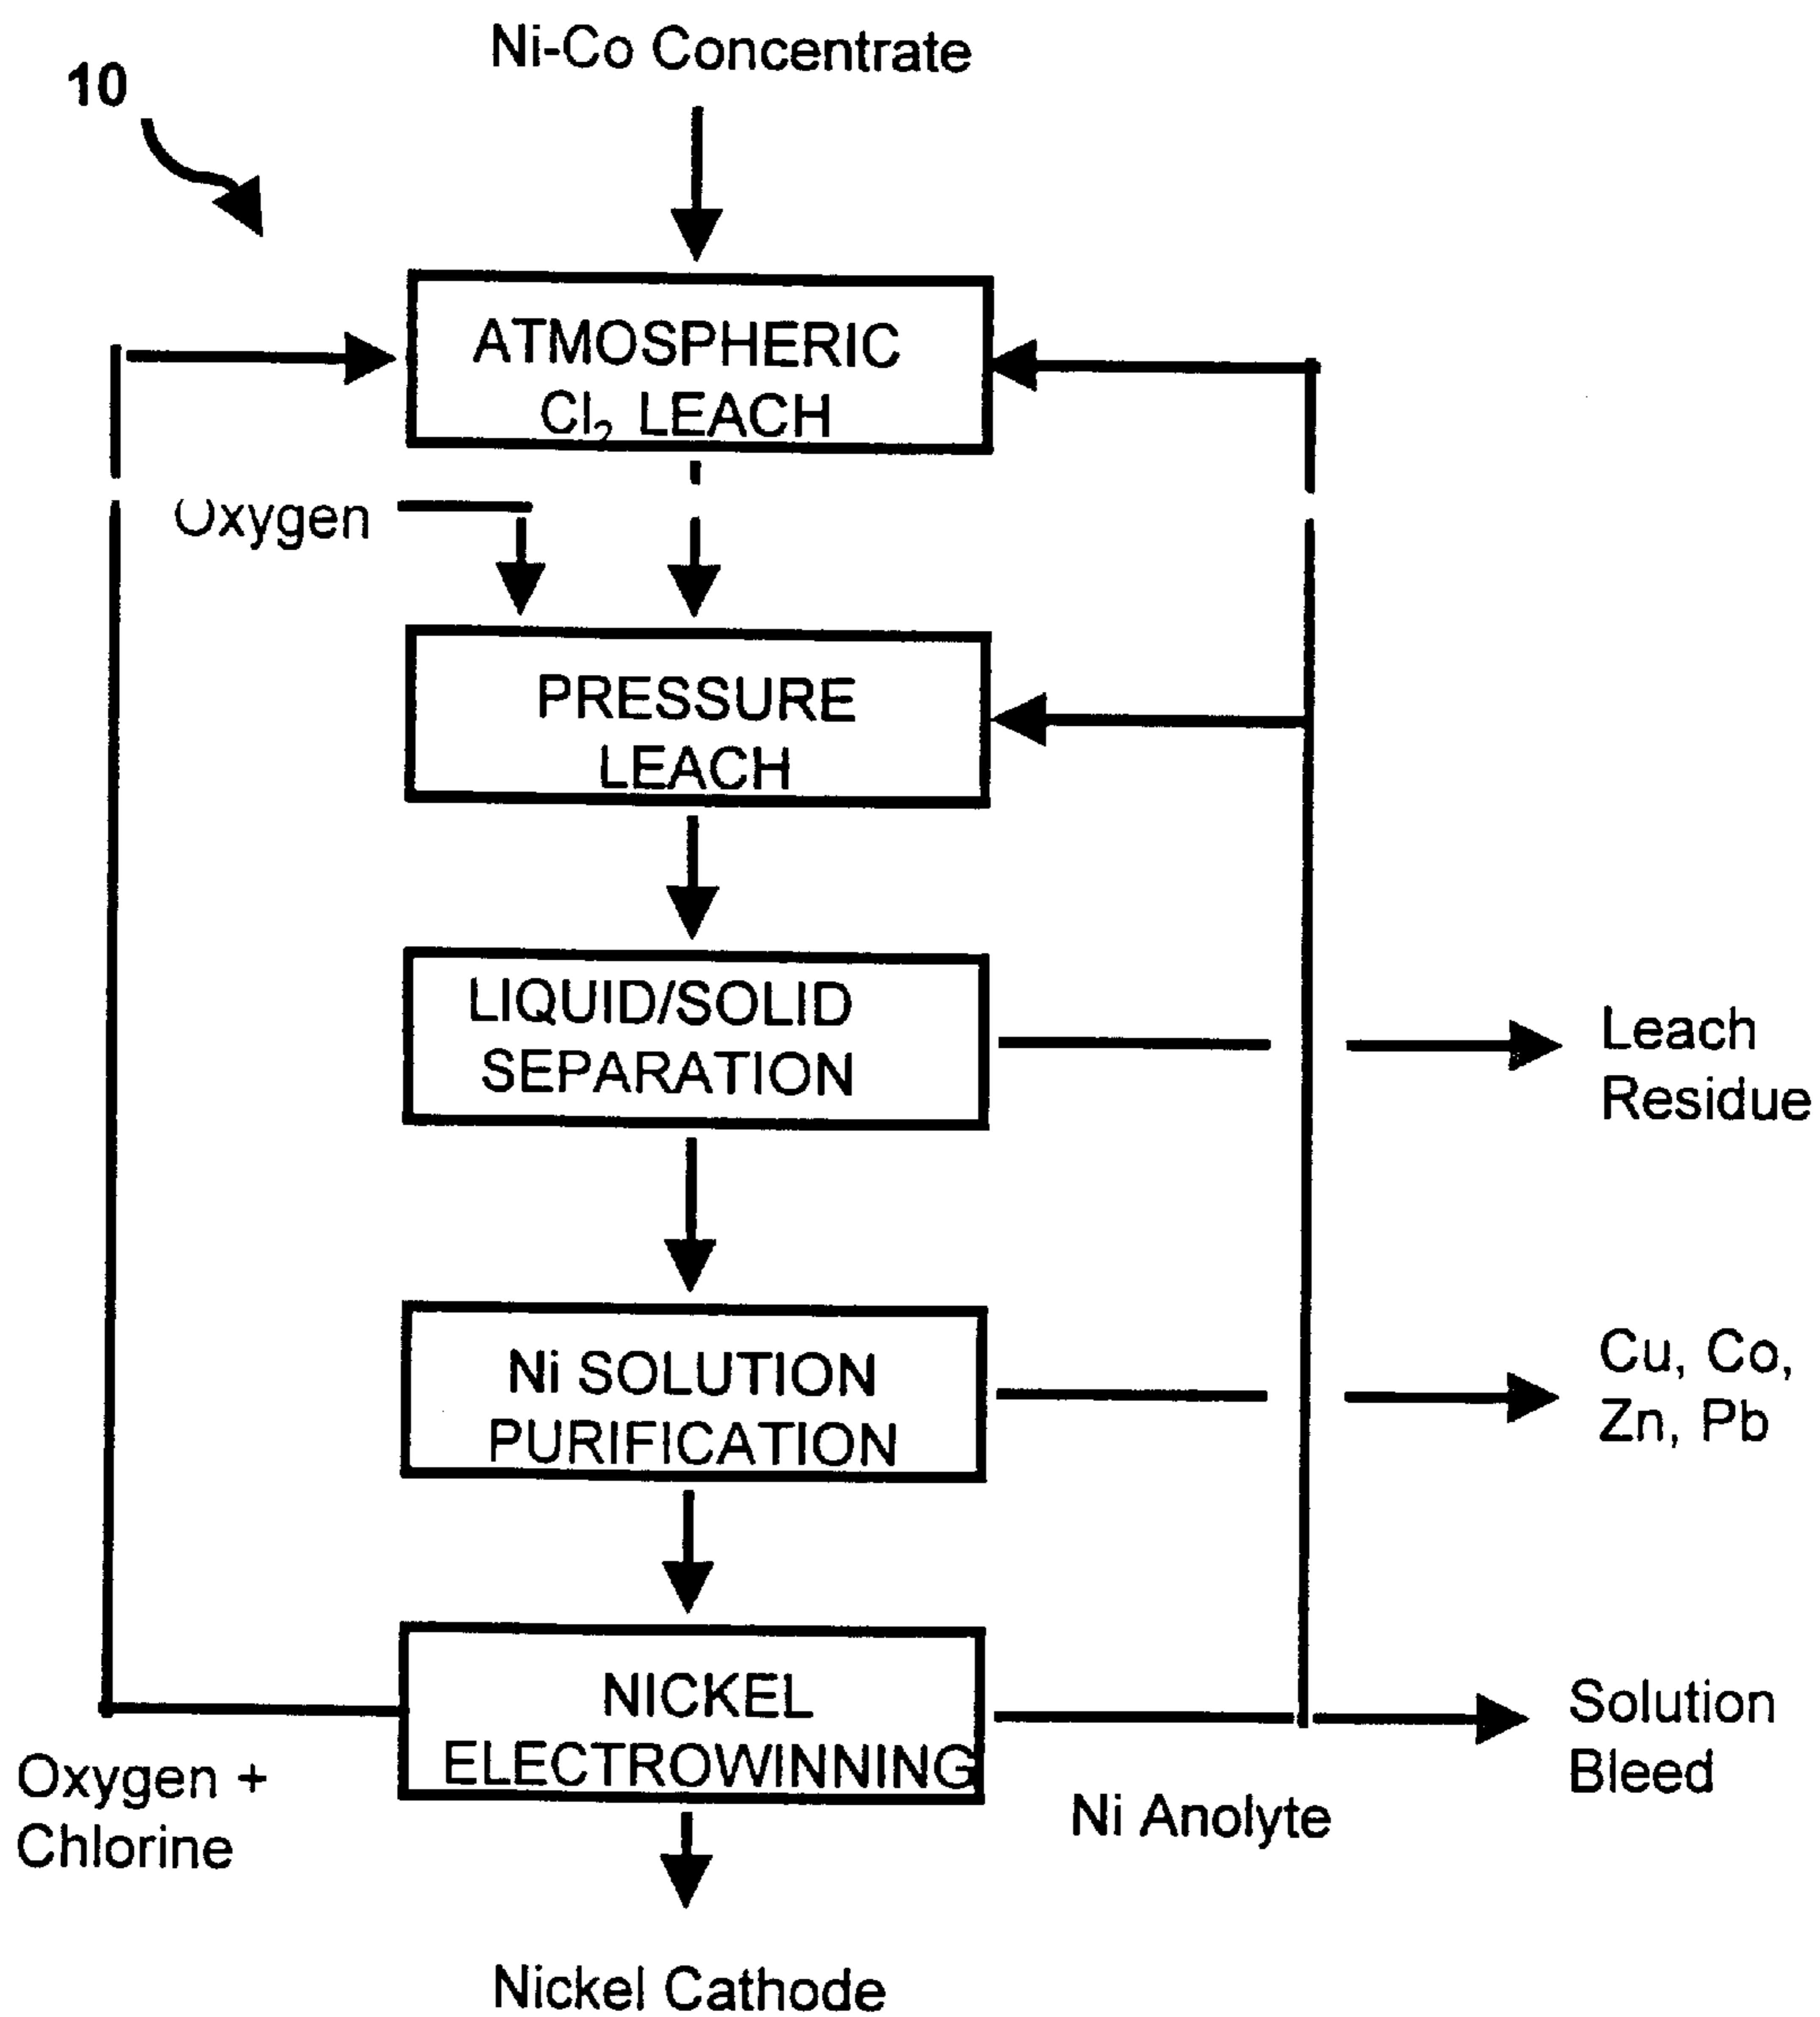 Ni-Co Concentrate
10
ATMOSPHERIC
Cl₂ LEACH
Oxygen
PRESSURE
LEACH
LIQUID/SOLID
SEPARATION
Leach
Residue
Ni SOLUTION
PURIFICATION
Cu, Co,
Zn, Pb
NICKEL
ELECTROWINNING
Solution
Bleed
Oxygen +
Chlorine
Ni Anolyte
Nickel Cathode